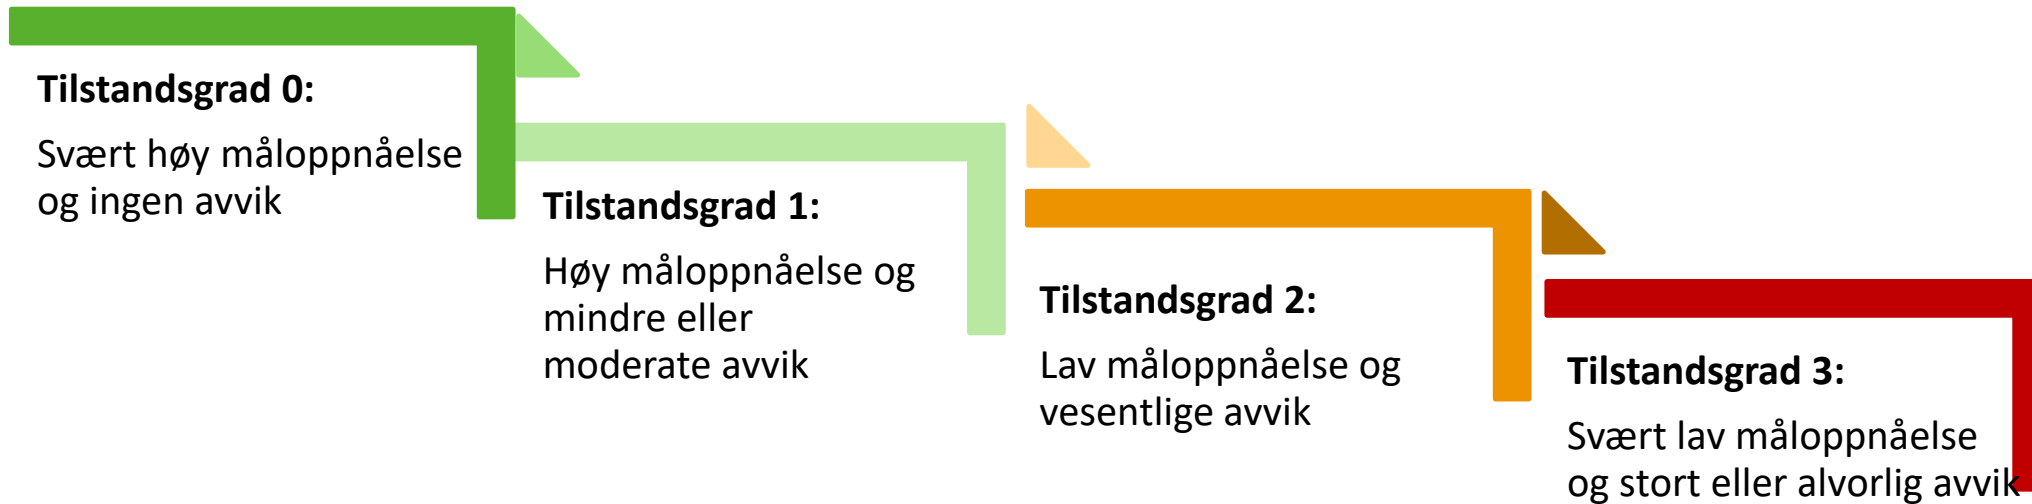 Tilstandsgrad 0:
Svært høy måloppnåelse
og ingen avvik
Tilstandsgrad 1:
Høy måloppnåelse og
mindre eller
moderate avvik
Tilstandsgrad 2:
Lav måloppnåelse og
vesentlige avvik
Tilstandsgrad 3:
Svært lav måloppnåelse
og stort eller alvorlig avvik